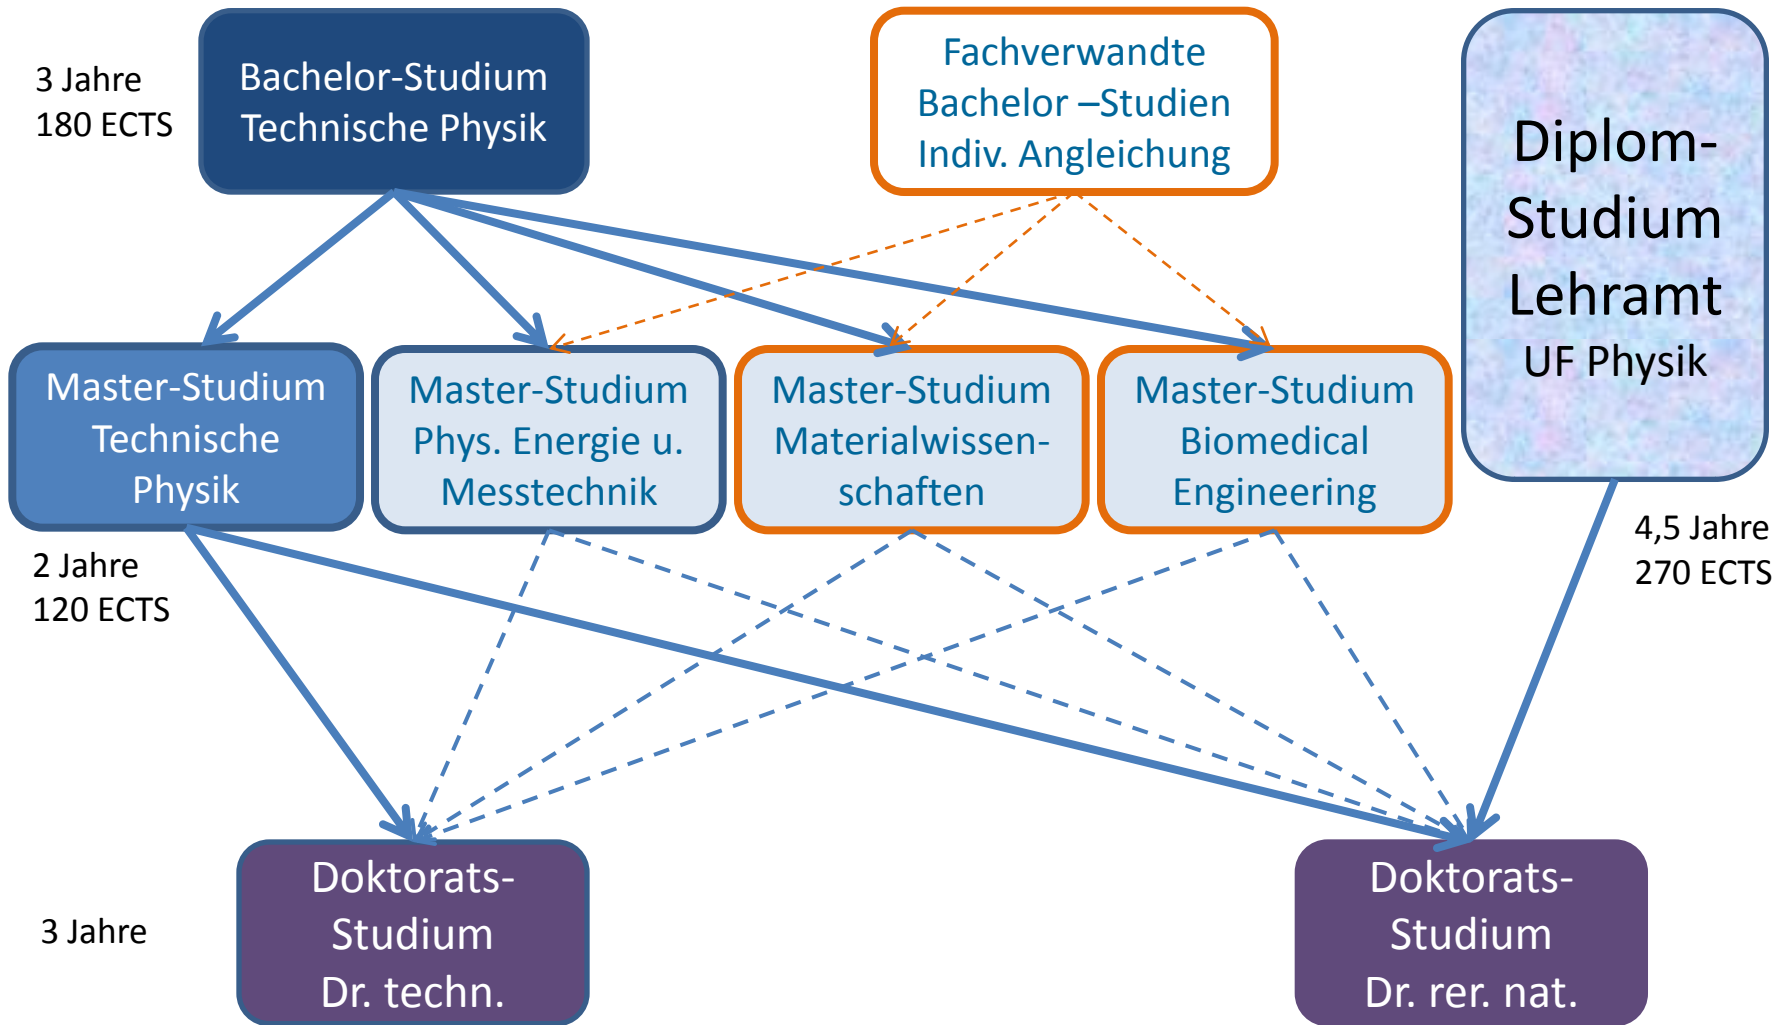 3 Jahre
180 ECTS
Bachelor-Studium
Technische Physik
Fachverwandte
Bachelor –Studien
Indiv. Angleichung
Diplom-
Studium
Lehramt
UF Physik
Master-Studium
Technische
Physik
Master-Studium
Phys. Energie u.
Messtechnik
Master-Studium
Materialwissen-
schaften
Master-Studium
Biomedical
Engineering
2 Jahre
120 ECTS
4,5 Jahre
270 ECTS
3 Jahre
Doktorats-
Studium
Dr. techn.
Doktorats-
Studium
Dr. rer. nat.